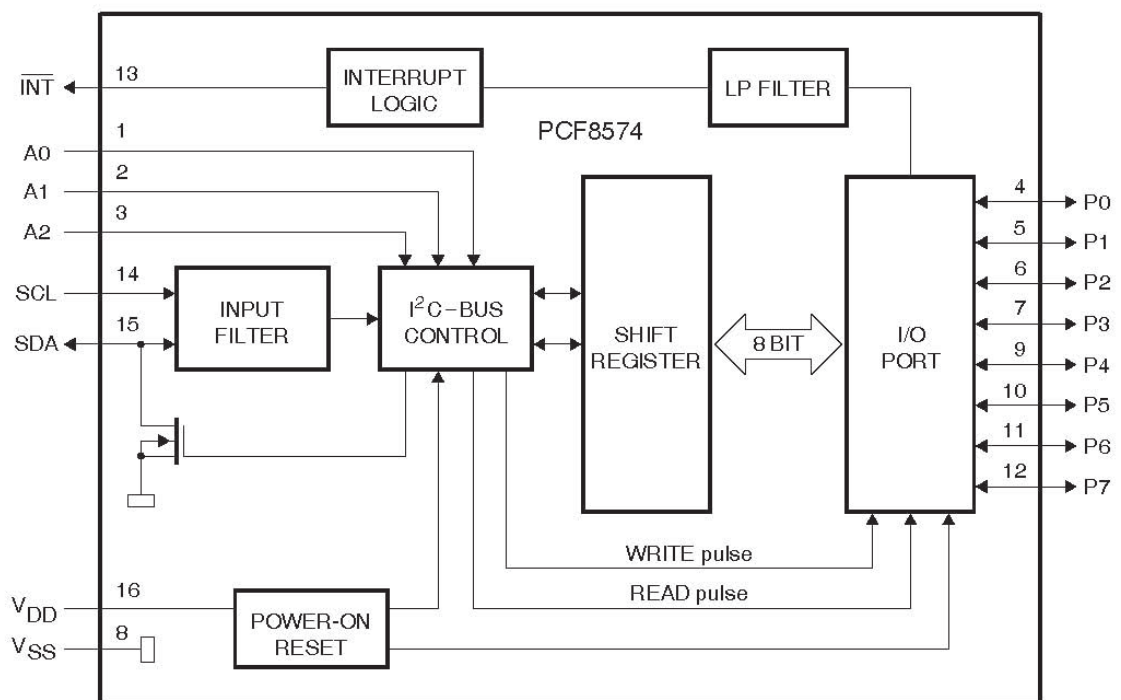 INT
13
INTERRUPT
LOGIC
LP FILTER
PCF8574
A0
1
A1
2
A2
3
SCL
14
SDA
15
INPUT
FILTER
I²C-BUS
CONTROL
SHIFT
REGISTER
8 BIT
I/O
PORT
4
P0
5
P1
6
P2
7
P3
9
P4
10
P5
11
P6
12
P7
WRITE pulse
READ pulse
VDD
16
VSS
8
POWER-ON
RESET